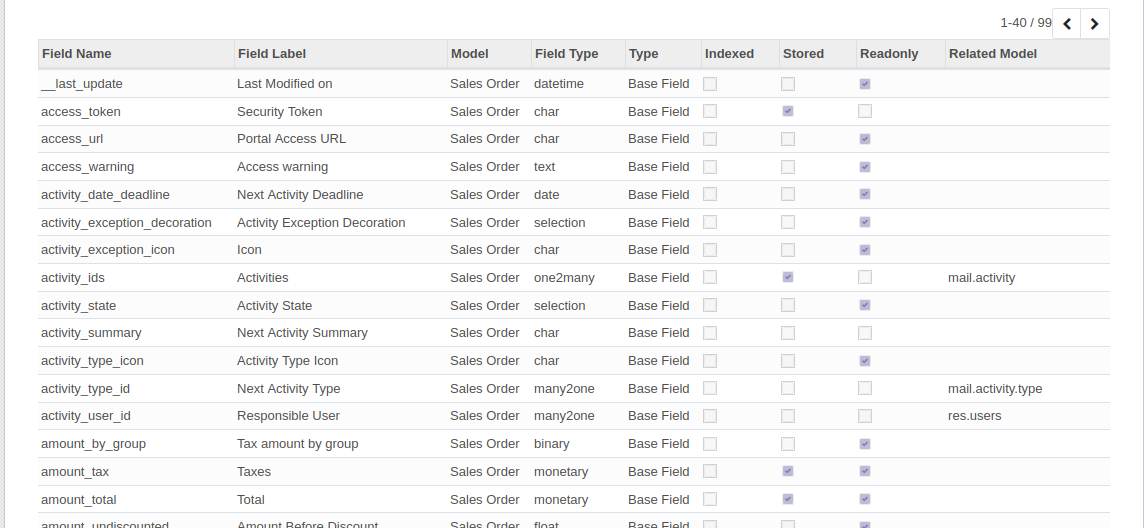 1-40 / 99
Field Name Field Label Model Field Type Type Indexed Stored Readonly Related Model
__last_update Last Modified on Sales Order datetime Base Field
access_token Security Token Sales Order char Base Field
access_url Portal Access URL Sales Order char Base Field
access_warning Access warning Sales Order text Base Field
activity_date_deadline Next Activity Deadline Sales Order date Base Field
activity_exception_decoration Activity Exception Decoration Sales Order selection Base Field
activity_exception_icon Icon Sales Order char Base Field
activity_ids Activities Sales Order one2many Base Field mail.activity
activity_state Activity State Sales Order selection Base Field
activity_summary Next Activity Summary Sales Order char Base Field
activity_type_icon Activity Type Icon Sales Order char Base Field
activity_type_id Next Activity Type Sales Order many2one Base Field mail.activity.type
activity_user_id Responsible User Sales Order many2one Base Field res.users
amount_by_group Tax amount by group Sales Order binary Base Field
amount_tax Taxes Sales Order monetary Base Field
amount_total Total Sales Order monetary Base Field
amount_undiscounted Amount Before Discount Sales Order float Base Field